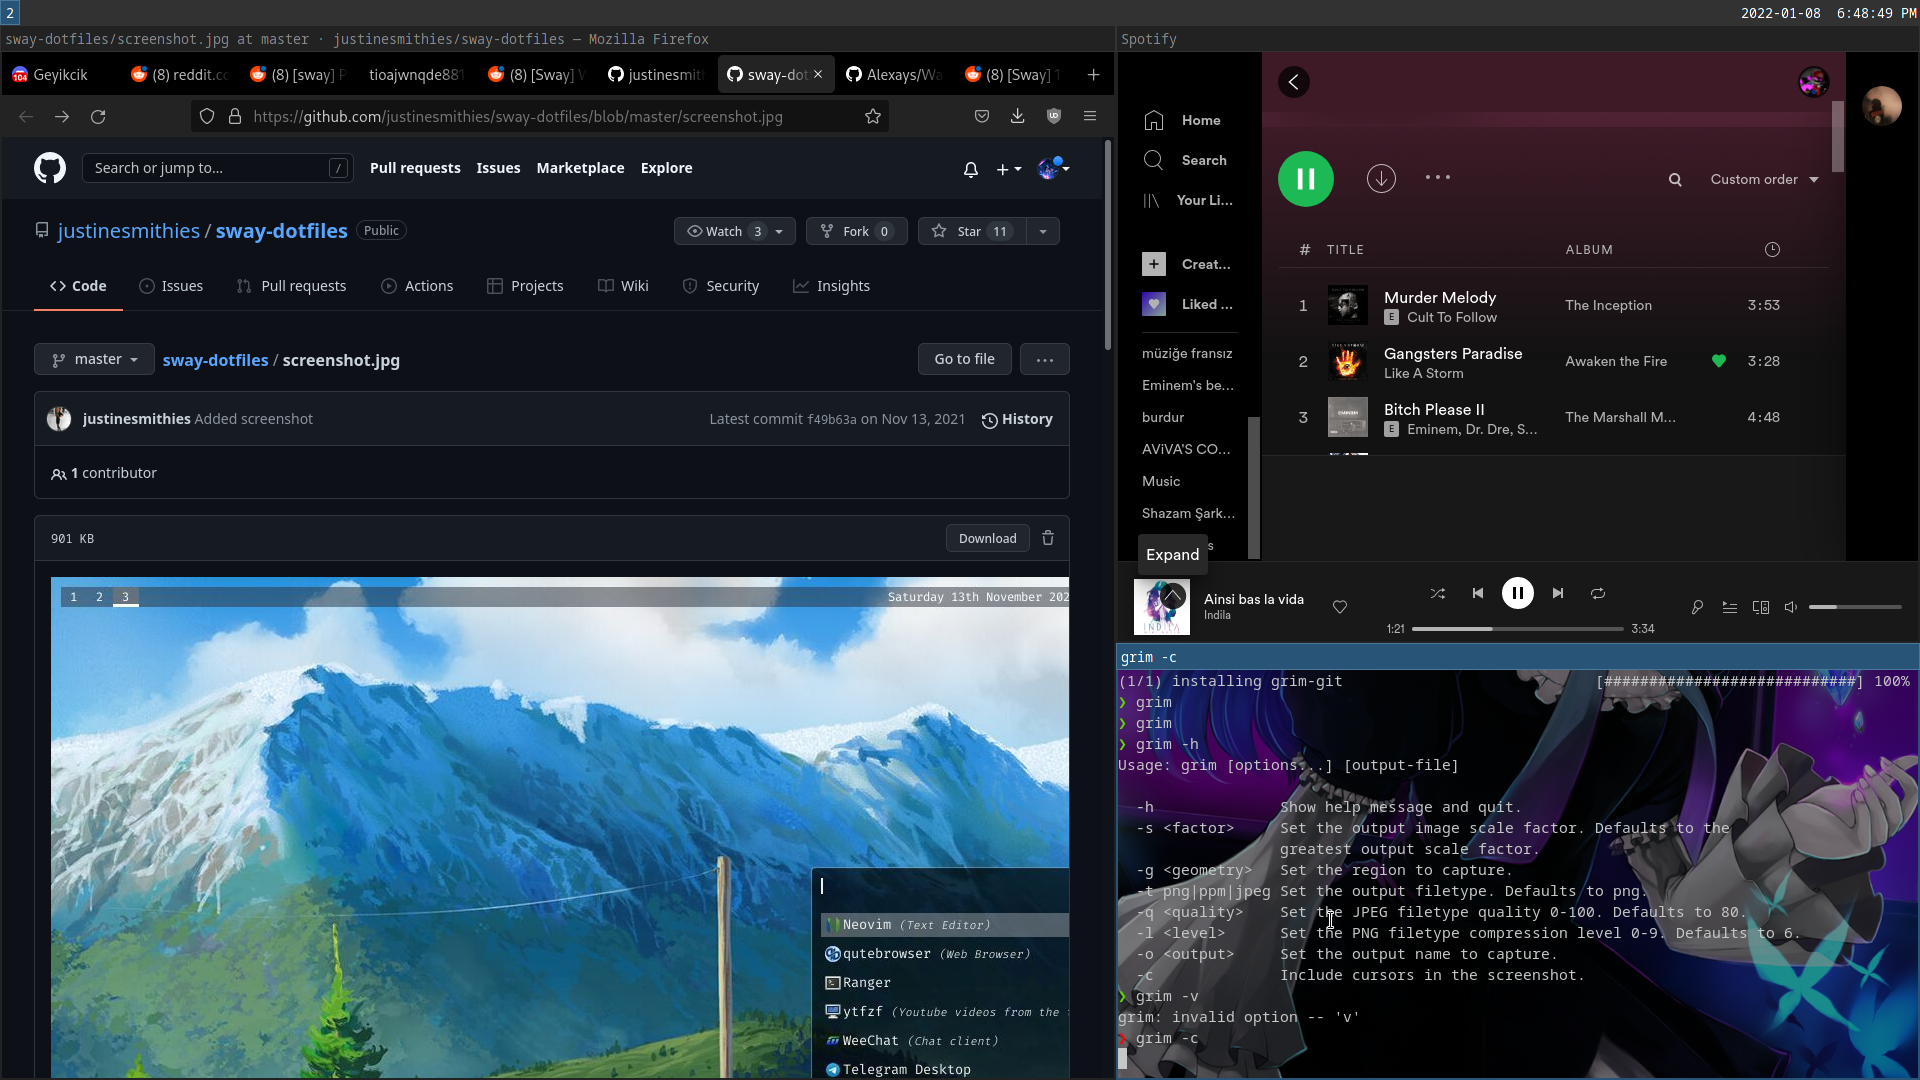 2
2022-01-08  6:48:49 PM
sway-dotfiles/screenshot.jpg at master · justinesmithies/sway-dotfiles — Mozilla Firefox
Geyikcik
(8) reddit.cc
(8) [sway] P
tioajwnqde881
(8) [Sway] W
justinesmith
sway-dot
Alexays/Wa
(8) [Sway] 1
https://github.com/justinesmithies/sway-dotfiles/blob/master/screenshot.jpg
Search or jump to... /
Pull requests Issues Marketplace Explore
justinesmithies / sway-dotfiles Public
Watch 3
Fork 0
Star 11
Code Issues Pull requests Actions Projects Wiki Security Insights
master
sway-dotfiles / screenshot.jpg
Go to file
...
justinesmithies Added screenshot
Latest commit f49b63a on Nov 13, 2021
History
1 contributor
901 KB
Download
1 2 3
Saturday 13th November 202
Neovim (Text Editor)
qutebrowser (Web Browser)
Ranger
ytfzf (Youtube videos from the
WeeChat (Chat client)
Telegram Desktop
Spotify
Home
Search
Your Li...
Creat...
Liked ...
müziğe fransız
Eminem's be...
burdur
AViVA'S CO...
Music
Shazam Şark...
s
Expand
Custom order
# TITLE ALBUM
1 Murder Melody The Inception 3:53
E Cult To Follow
2 Gangsters Paradise Awaken the Fire 3:28
Like A Storm
3 Bitch Please II The Marshall M... 4:48
E Eminem, Dr. Dre, S...
INDILA
Ainsi bas la vida
Indila
1:21
3:34
grim -c
(1/1) installing grim-git [############################] 100%
❯ grim
❯ grim
❯ grim -h
Usage: grim [options...] [output-file]
-h Show help message and quit.
-s <factor> Set the output image scale factor. Defaults to the
greatest output scale factor.
-g <geometry> Set the region to capture.
-t png|ppm|jpeg Set the output filetype. Defaults to png.
-q <quality> Set the JPEG filetype quality 0-100. Defaults to 80.
-l <level> Set the PNG filetype compression level 0-9. Defaults to 6.
-o <output> Set the output name to capture.
-c Include cursors in the screenshot.
❯ grim -v
grim: invalid option -- 'v'
❯ grim -c